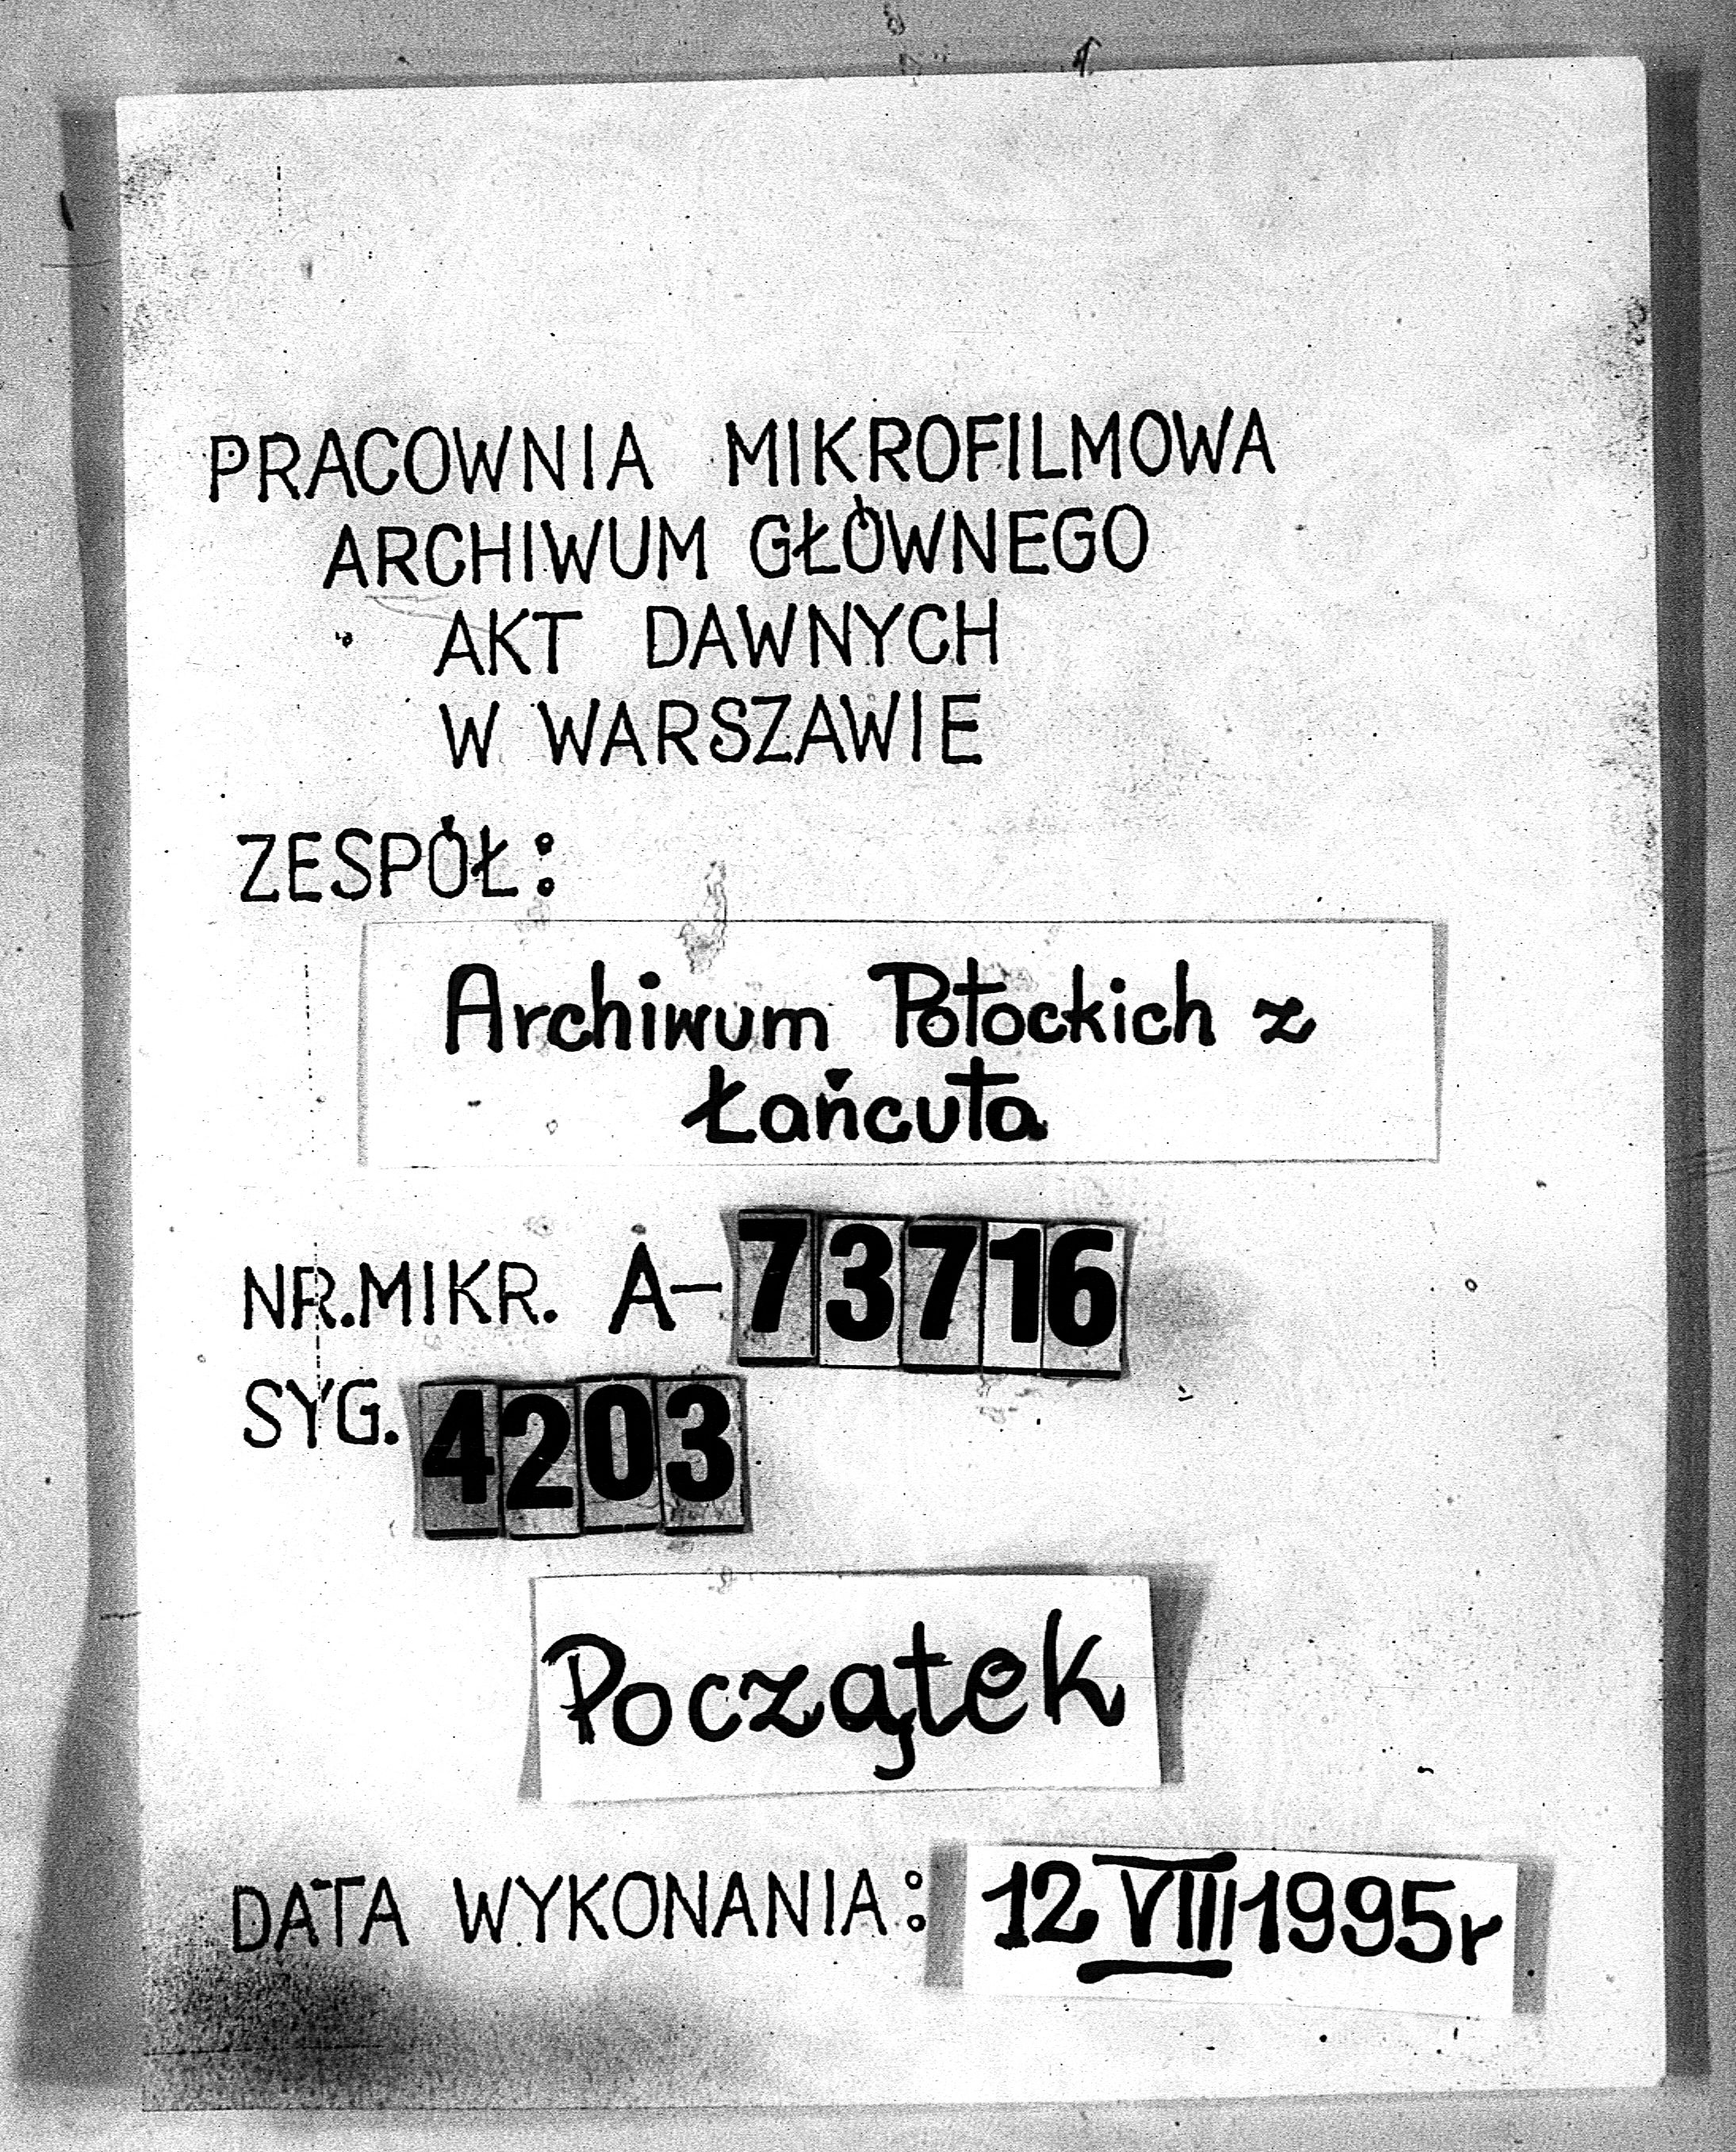 PRACOWNIA MIKROFILMOWA
ARCHIWUM GŁÓWNEGO
AKT DAWNYCH
W WARSZAWIE
ZESPÓŁ:
Archiwum Potockich z
Łańcuta
NR.MIKR. A-73716
SYG. 4203
Początek
DATA WYKONANIA: 12 VIII 1995r